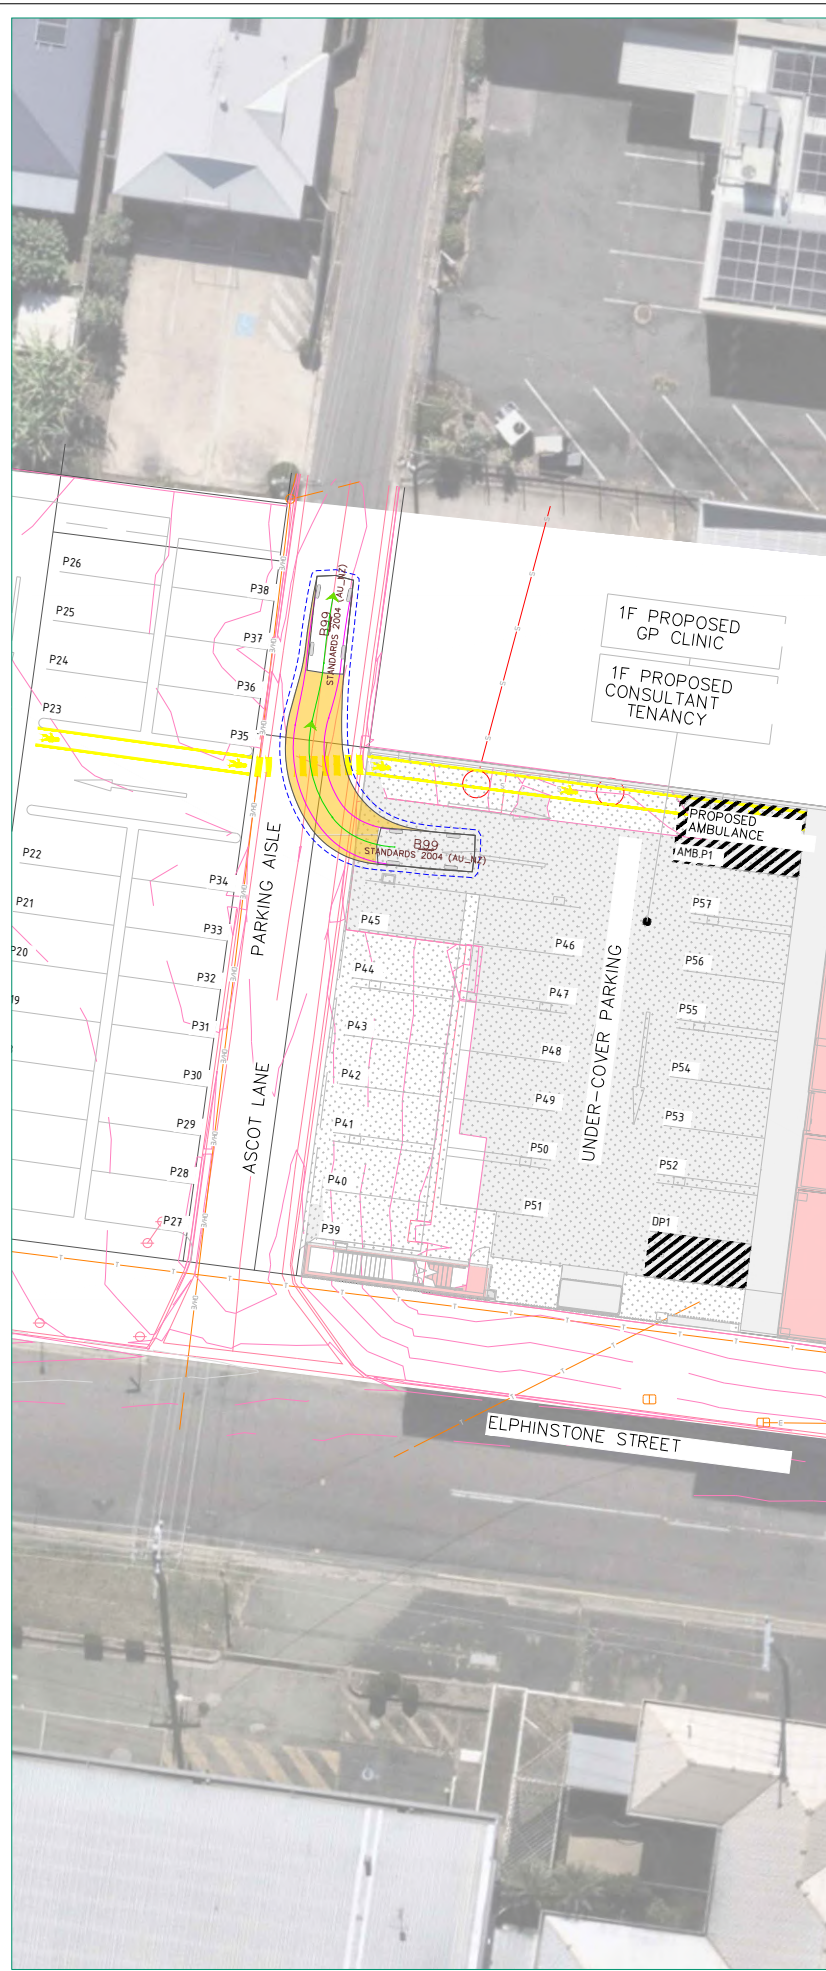 P26
P38
B99
STANDARDS 2004 (AU_NZ)
P25
P37
P24
P36
P23
P35
1F PROPOSED
GP CLINIC
1F PROPOSED
CONSULTANT
TENANCY
PROPOSED
AMBULANCE
AMB.P1
B99
STANDARDS 2004 (AU_NZ)
PARKING AISLE
P22
P34
P21
P33
P20
P32
P31
P30
P29
P28
P27
ASCOT LANE
P45
P44
P43
P42
P41
P40
P39
P46
P47
P48
P49
P50
P51
UNDER-COVER PARKING
P57
P56
P55
P54
P53
P52
DP1
ELPHINSTONE STREET